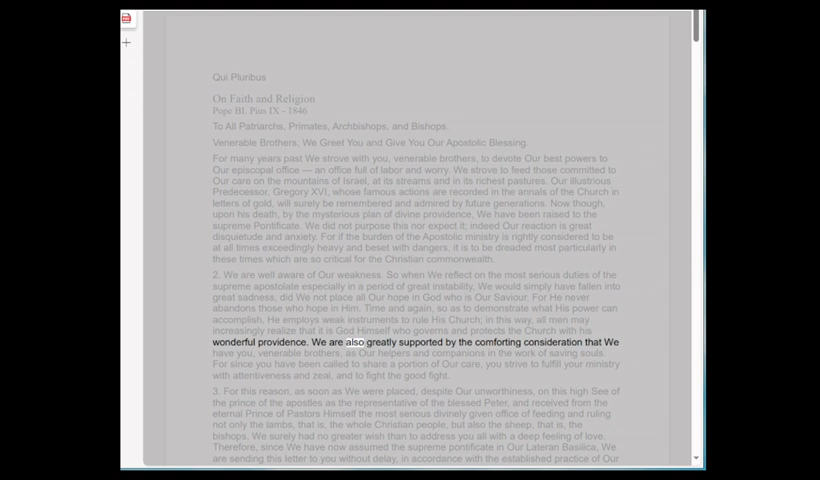 Qui Pluribus
On Faith and Religion
Pope Bl. Pius IX - 1846
To All Patriarchs, Primates, Archbishops, and Bishops.
Venerable Brothers, We Greet You and Give You Our Apostolic Blessing.
For many years past We strove with you, venerable brothers, to devote Our best powers to
Our episcopal office — an office full of labor and worry. We strove to feed those committed to
Our care on the mountains of Israel, at its streams and in its richest pastures. Our illustrious
Predecessor, Gregory XVI, whose famous actions are recorded in the annals of the Church in
letters of gold, will surely be remembered and admired by future generations. Now though,
upon his death, by the mysterious plan of divine providence, We have been raised to the
supreme Pontificate. We did not purpose this nor expect it; indeed Our reaction is great
disquietude and anxiety. For if the burden of the Apostolic ministry is rightly considered to be
at all times exceedingly heavy and beset with dangers, it is to be dreaded most particularly in
these times which are so critical for the Christian commonwealth.
2. We are well aware of Our weakness. So when We reflect on the most serious duties of the
supreme apostolate especially in a period of great instability, We would simply have fallen into
great sadness, did We not place all Our hope in God who is Our Saviour. For He never
abandons those who hope in Him. Time and again, so as to demonstrate what His power can
accomplish, He employs weak instruments to rule His Church; in this way, all men may
increasingly realize that it is God Himself who governs and protects the Church with his
wonderful providence. We are also greatly supported by the comforting consideration that We
have you, venerable brothers, as Our helpers and companions in the work of saving souls.
For since you have been called to share a portion of Our care, you strive to fulfill your ministry
with attentiveness and zeal, and to fight the good fight.
3. For this reason, as soon as We were placed, despite Our unworthiness, on this high See of
the prince of the apostles as the representative of the blessed Peter, and received from the
eternal Prince of Pastors Himself the most serious divinely given office of feeding and ruling
not only the lambs, that is, the whole Christian people, but also the sheep, that is, the
bishops. We surely had no greater wish than to address you all with a deep feeling of love.
Therefore, since We have now assumed the supreme pontificate in Our Lateran Basilica, We
are sending this letter to you without delay, in accordance with the established practice of Our